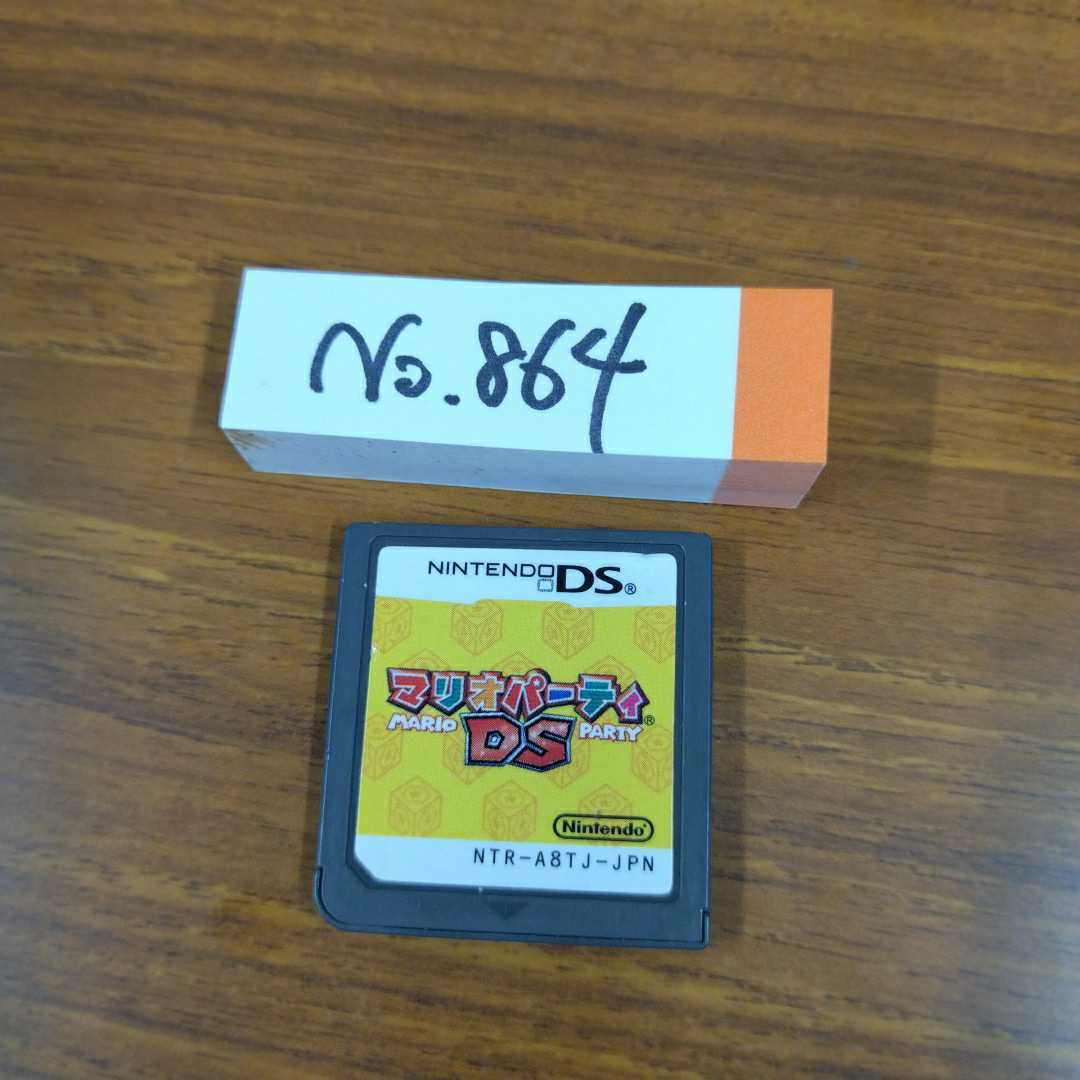 No.864
NINTENDO DS®
マリオパーティ®
MARIO DS PARTY
Nintendo®
NTR-A8TJ-JPN